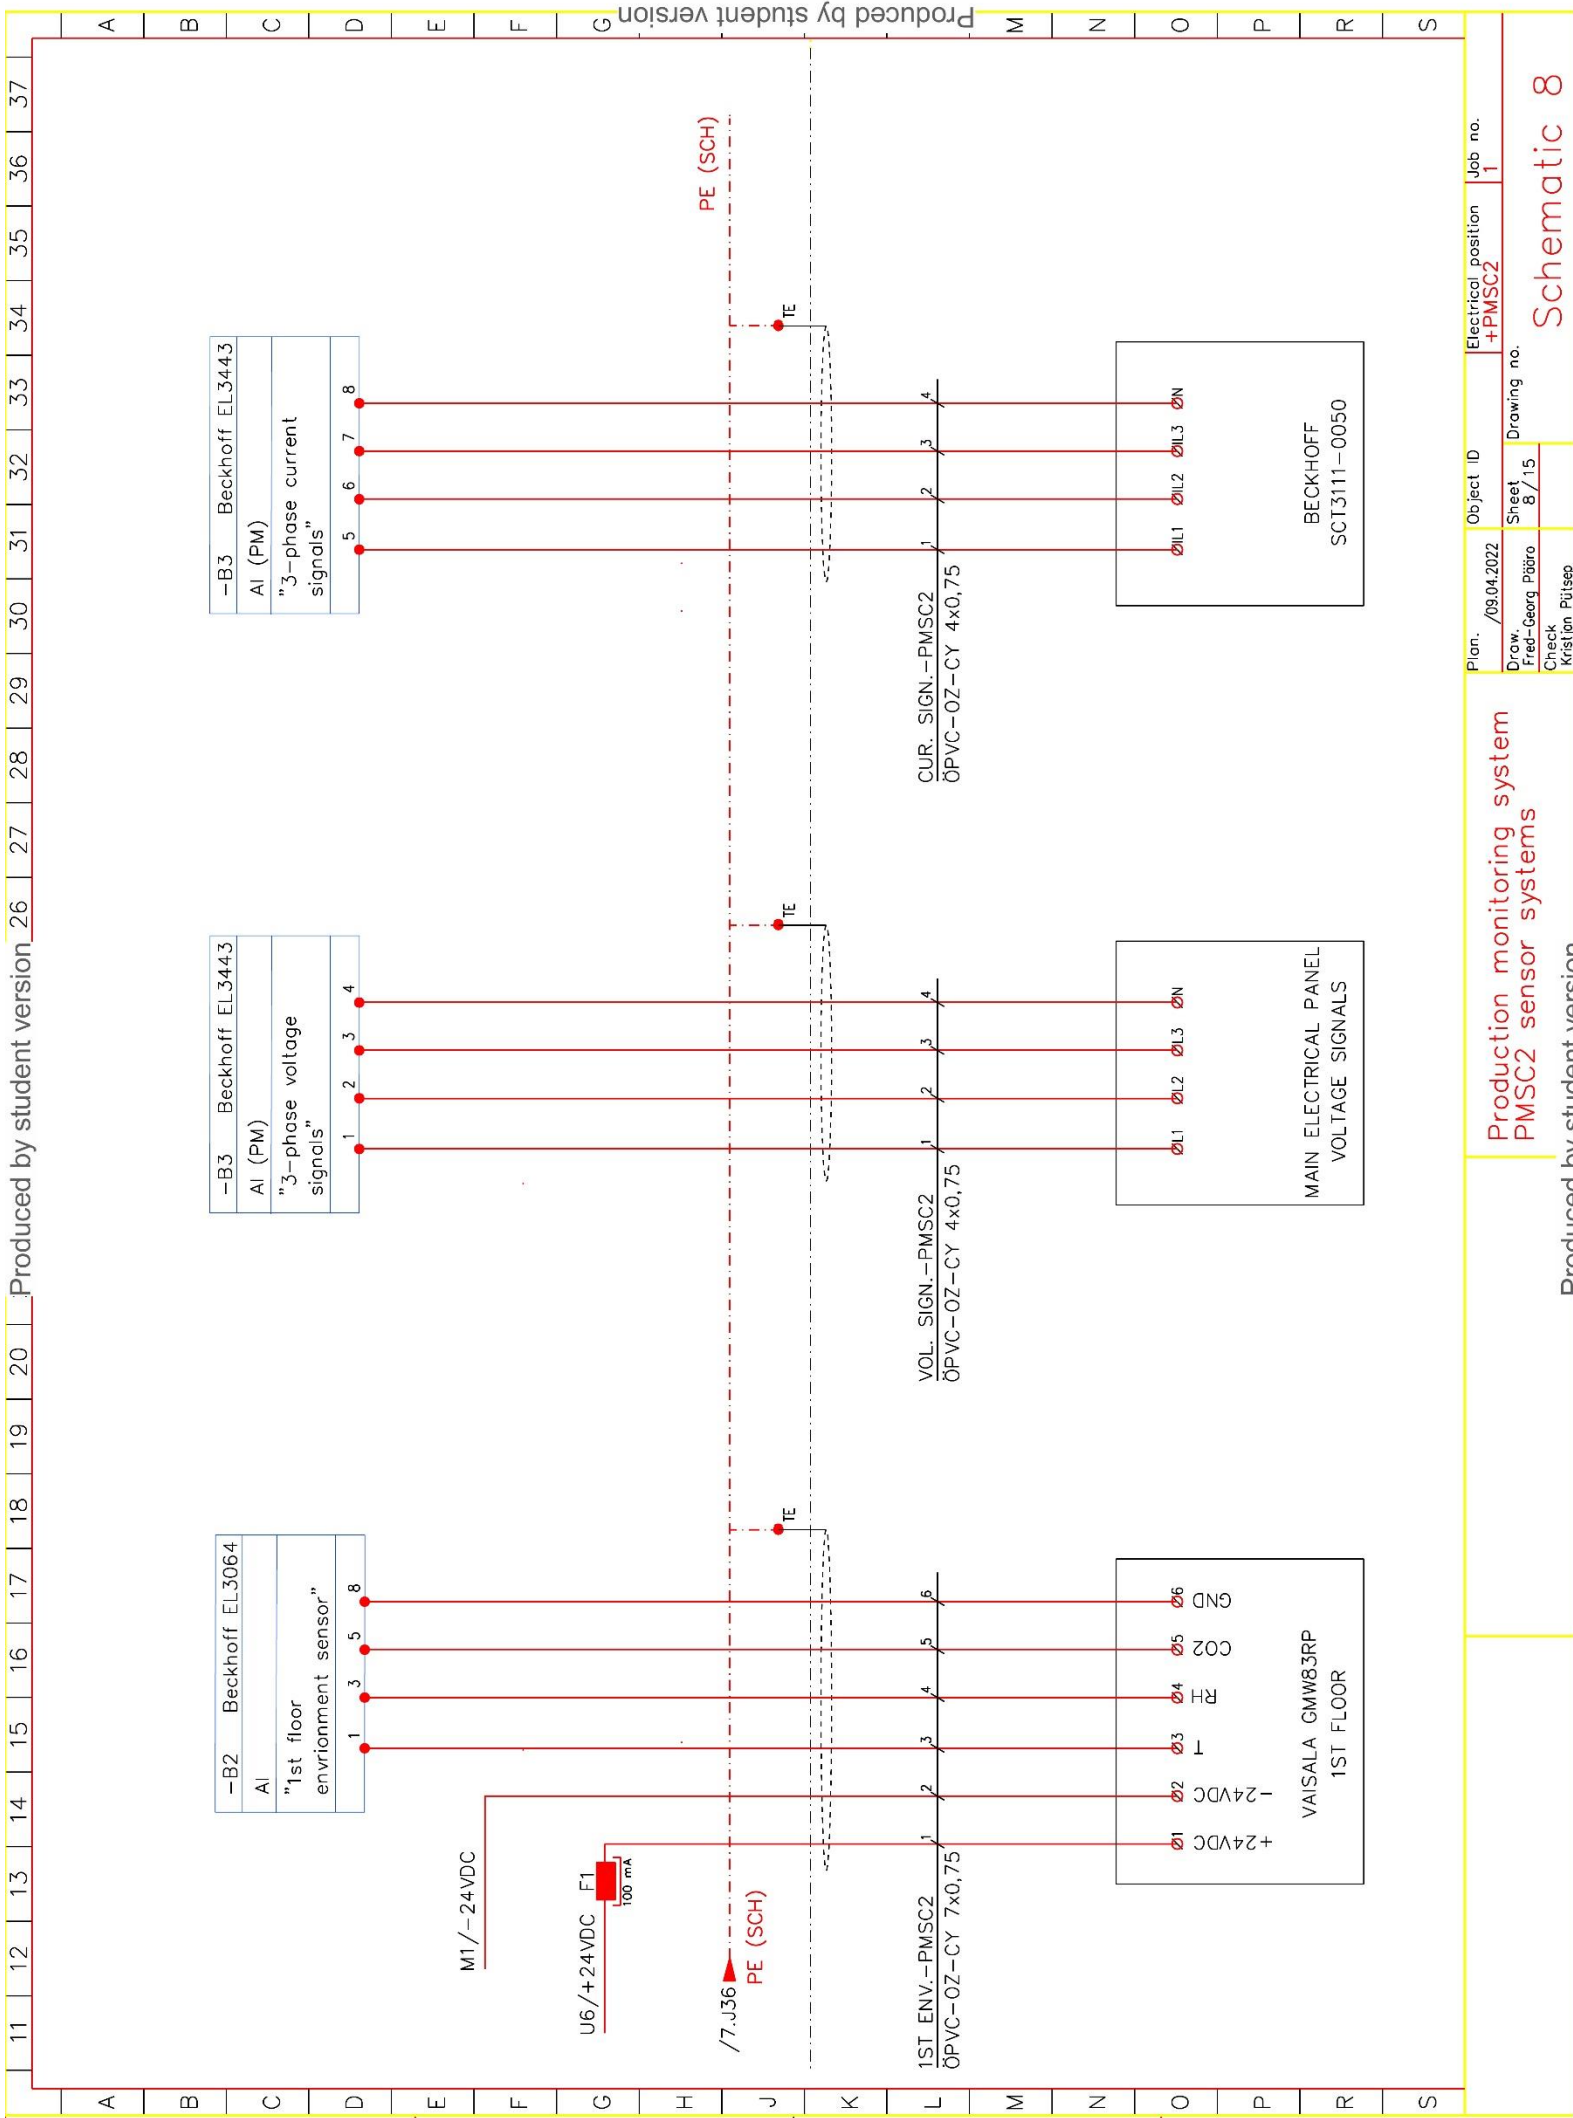 Produced by student version
11 12 13 14 15 16 17 18 19 20 26 27 28 29 30 31 32 33 34 35 36 37
A
B
C
D
E
F
G
H
J
K
L
M
N
O
P
R
S
-B2 Beckhoff EL3064
AI
"1st floor
envrionment sensor"
1 3 5 8
-B3 Beckhoff EL3443
AI (PM)
"3-phase voltage
signals"
1 2 3 4
-B3 Beckhoff EL3443
AI (PM)
"3-phase current
signals"
5 6 7 8
M1/-24VDC
U6/+24VDC
F1
100 mA
/7.J36
PE (SCH)
PE (SCH)
TE
TE
TE
1ST ENV.-PMSC2
ÖPVC-OZ-CY 7x0,75
1 2 3 4 5 6
VOL. SIGN.-PMSC2
ÖPVC-OZ-CY 4x0,75
1 2 3 4
CUR. SIGN.-PMSC2
ÖPVC-OZ-CY 4x0,75
1 2 3 4
1 2 3 4 5 6
+24VDC -24VDC T RH CO2 GND
VAISALA GMW83RP
1ST FLOOR
L1 L2 L3 N
MAIN ELECTRICAL PANEL
VOLTAGE SIGNALS
IL1 IL2 IL3 N
BECKHOFF
SCT3111-0050
A
B
C
D
E
F
G
M
N
O
P
R
S
Produced by student version
Production monitoring system
PMSC2 sensor systems
Plan.
/09.04.2022
Draw.
Fred-Georg Pääro
Check
Kristjan Pütsep
Object ID
Sheet
8/15
Electrical position
+PMSC2
Job no.
1
Drawing no.
Schematic 8
Produced by student version